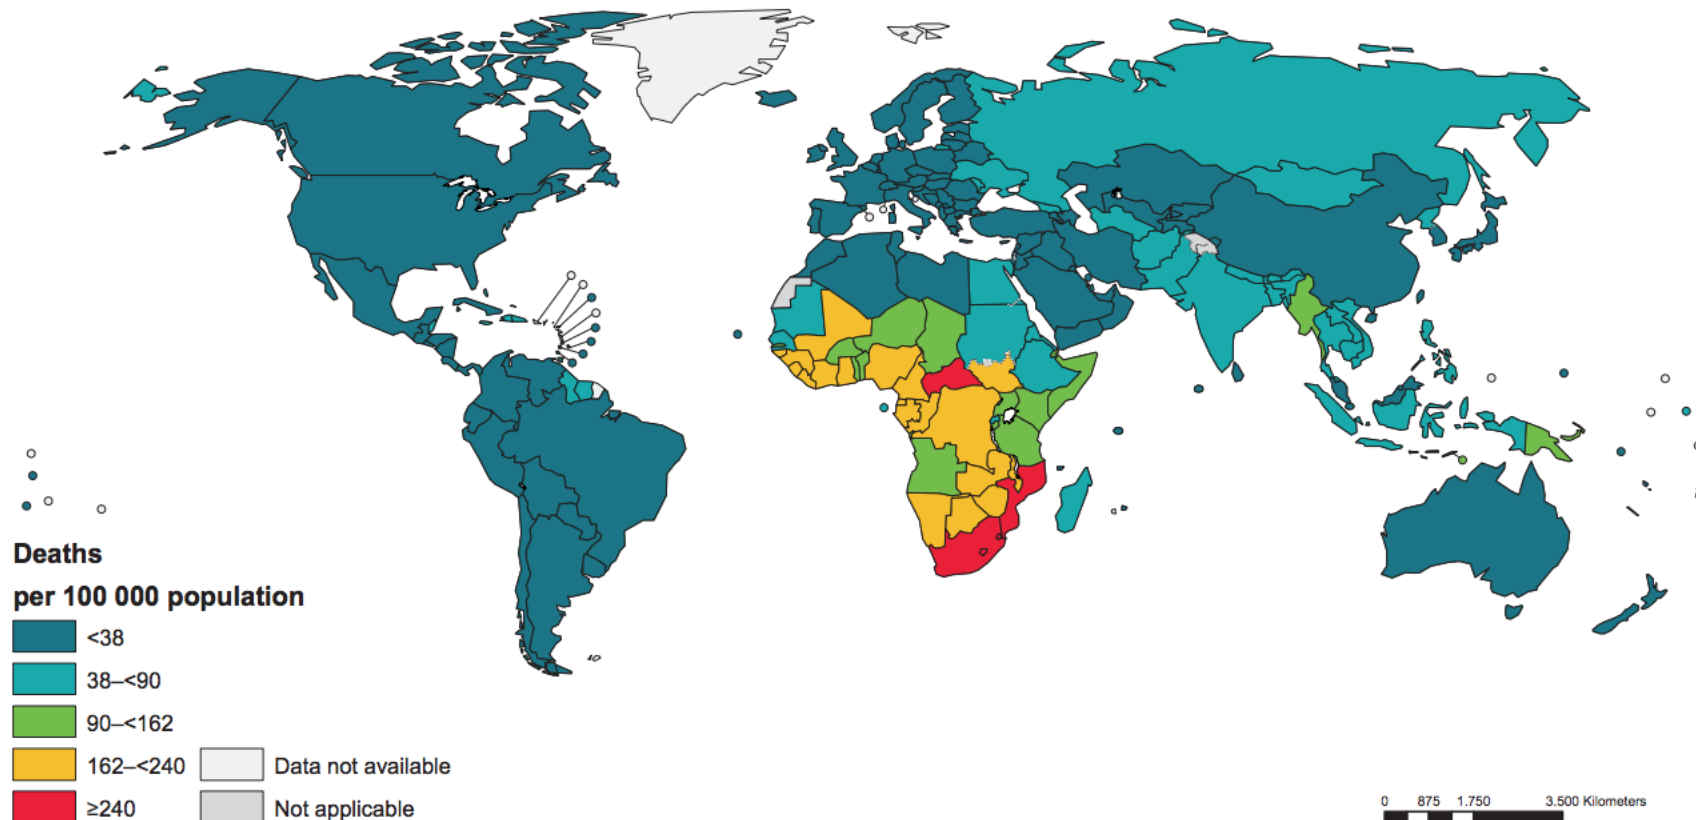 Deaths
per 100 000 population
<38
38–<90
90–<162
162–<240 Data not available
≥240 Not applicable
0 875 1.750 3.500 Kilometers